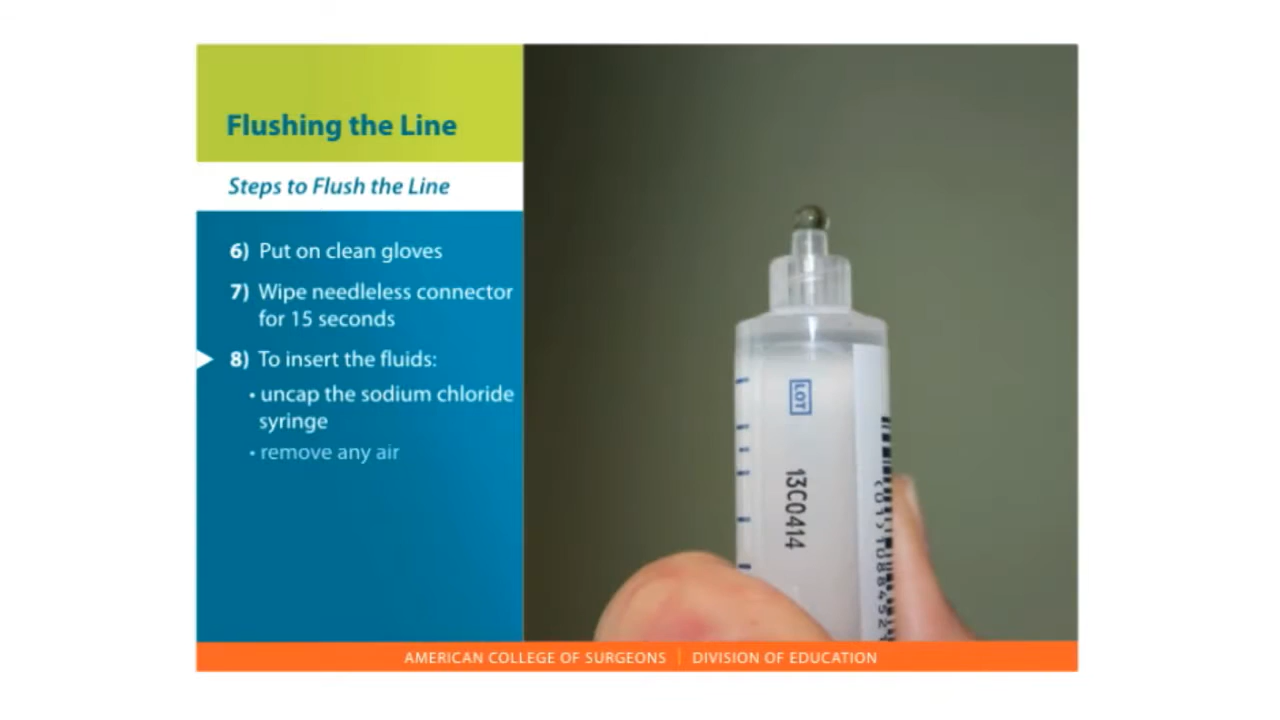 Flushing the Line
Steps to Flush the Line
6) Put on clean gloves
7) Wipe needleless connector
for 15 seconds
8) To insert the fluids:
• uncap the sodium chloride
syringe
• remove any air
LOT
13C0414
AMERICAN COLLEGE OF SURGEONS | DIVISION OF EDUCATION